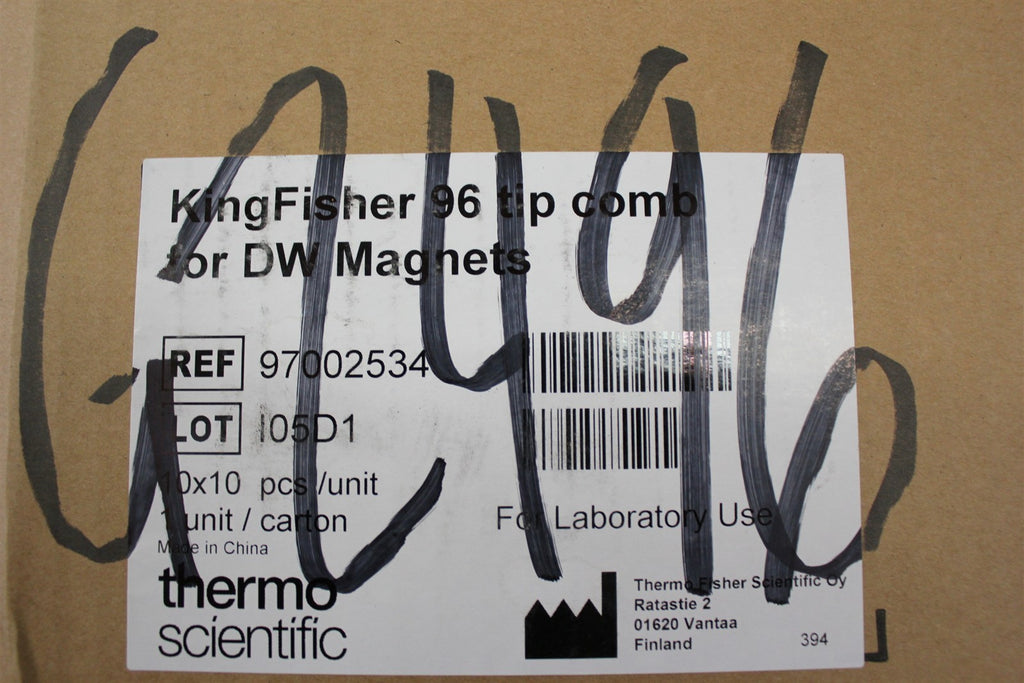 G2496
KingFisher 96 tip comb
for DW Magnets
REF 97002534
LOT I05D1
10x10 pcs /unit
1 unit / carton
For Laboratory Use
Made in China
thermo
scientific
Thermo Fisher Scientific Oy
Ratastie 2
01620 Vantaa
Finland
394